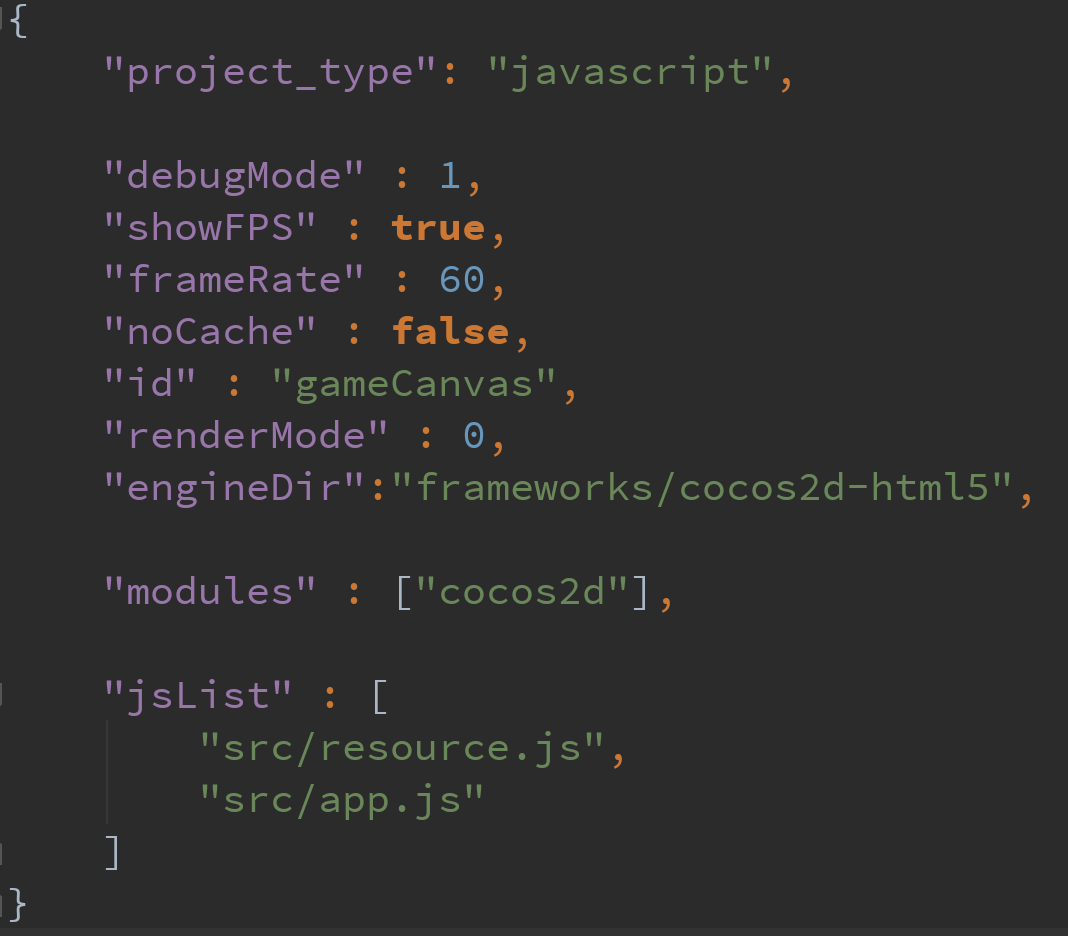 {
    "project_type": "javascript",

    "debugMode" : 1,
    "showFPS" : true,
    "frameRate" : 60,
    "noCache" : false,
    "id" : "gameCanvas",
    "renderMode" : 0,
    "engineDir":"frameworks/cocos2d-html5",

    "modules" : ["cocos2d"],

    "jsList" : [
        "src/resource.js",
        "src/app.js"
    ]
}